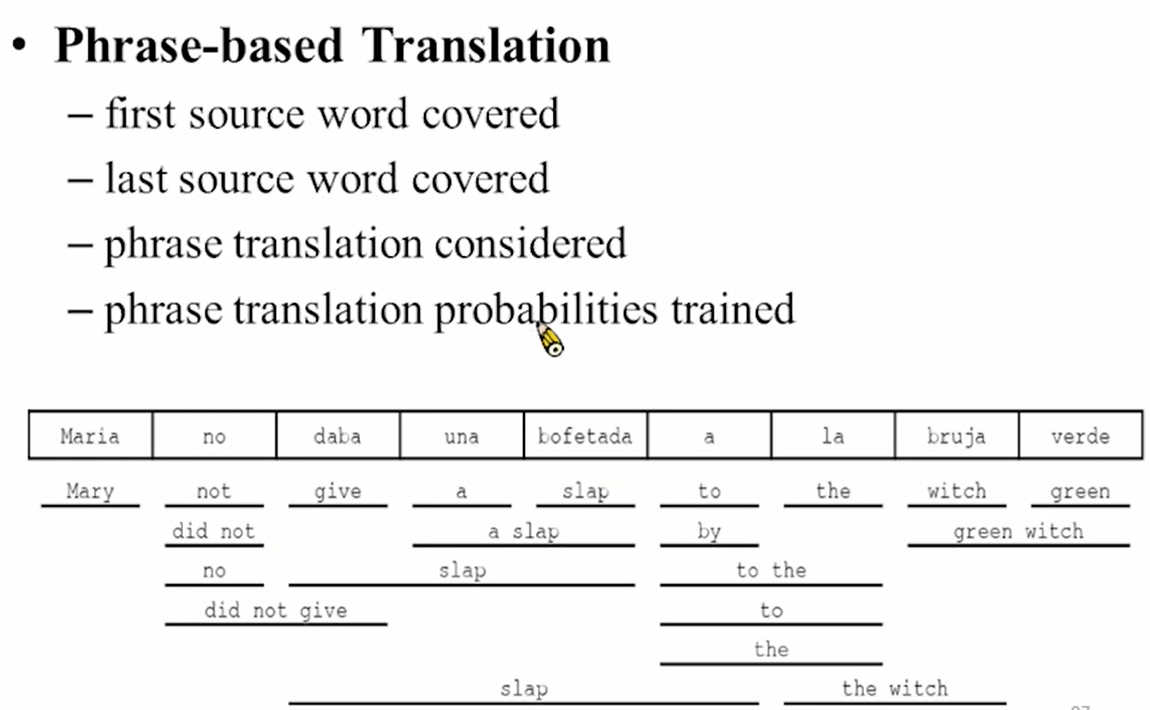 • Phrase-based Translation
– first source word covered
– last source word covered
– phrase translation considered
– phrase translation probabilities trained
Maria no daba una bofetada a la bruja verde
Mary not give a slap to the witch green
did not a slap by green witch
no slap to the
did not give to
the
slap the witch